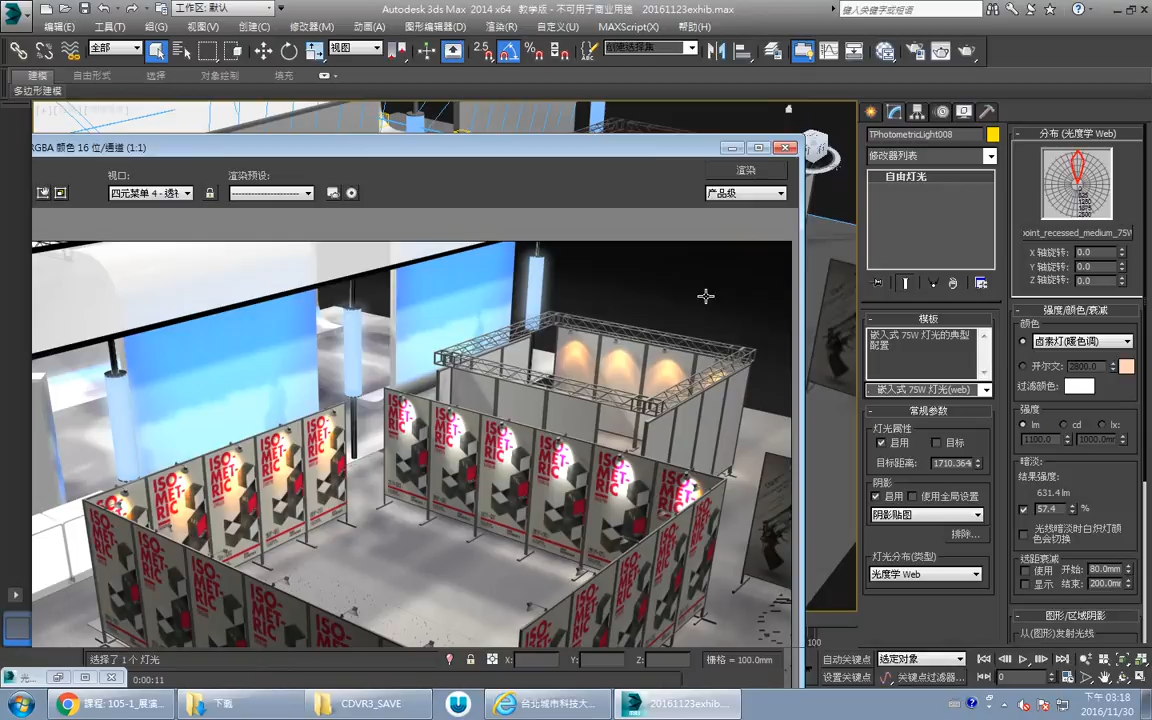 工作区: 默认
Autodesk 3ds Max 2014 x64 教学版 - 不可用于商业用途 20161123exhib.max
键入关键字或短语
编辑(E)
工具(T)
组(G)
视图(V)
创建(C)
修改器(M)
动画(A)
图形编辑器(D)
渲染(R)
自定义(U)
MAXScript(X)
帮助(H)
全部
视图
2.5
创建选择集
建模
自由形式
选择
对象绘制
填充
多边形建模
RGBA 颜色 16 位/通道 (1:1)
视口:
渲染预设:
渲染
四元菜单 4 - 透视
产品级
ISO-
MET-
RIC
TPhotometricLight008
修改器列表
自由灯光
模板
嵌入式 75W 灯光的典型
配置
嵌入式 75W 灯光(web)
常规参数
灯光属性
启用
目标
目标距离:
1710.364
阴影
启用
使用全局设置
阴影贴图
排除...
灯光分布(类型)
光度学 Web
分布 (光度学 Web)
point_recessed_medium_75W
X 轴旋转:
0.0
Y 轴旋转:
0.0
Z 轴旋转:
0.0
强度/颜色/衰减
颜色
卤素灯(暖色调)
开尔文:
2800.0
过滤颜色:
强度
lm
cd
lx:
1100.0
1000.0mm
暗淡
结果强度:
631.4 lm
57.4
%
光线暗淡时白炽灯颜
色会切换
远距衰减
使用
开始:
80.0mm
显示
结束:
200.0mm
图形/区域阴影
从(图形)发射光线
100
选择了 1 个 灯光
X:
Y:
Z:
栅格 = 100.0mm
自动关键点
选定对象
光...
0:00:11
设置关键点
关键点过滤器...
0
課程: 105-1_展演...
下載
CDVR3_SAVE
台北城市科技大...
20161123exhib...
下午 03:18
2016/11/30